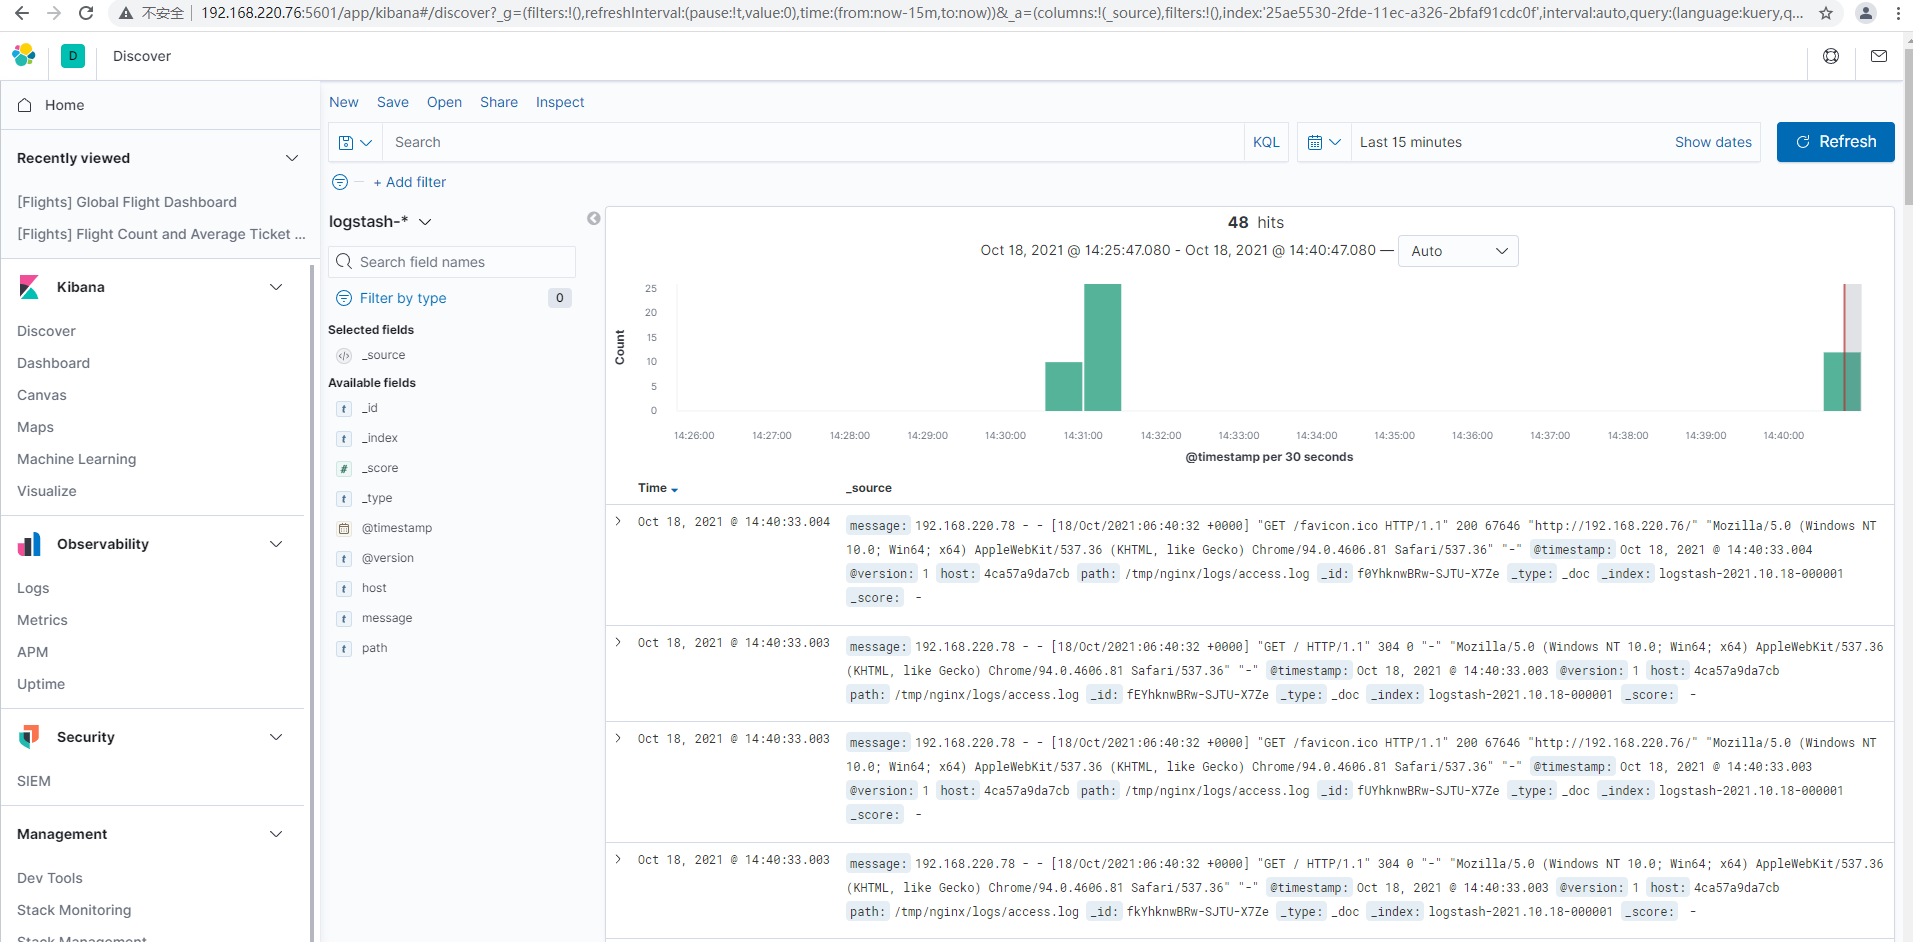 不安全 192.168.220.76:5601/app/kibana#/discover?_g=(filters:!(),refreshInterval:(pause:!t,value:0),time:(from:now-15m,to:now))&_a=(columns:!(_source),filters:!(),index:'25ae5530-2fde-11ec-a326-2bfaf91cdc0f',interval:auto,query:(language:kuery,q...
D Discover
Home
Recently viewed
[Flights] Global Flight Dashboard
[Flights] Flight Count and Average Ticket ...
Kibana
Discover
Dashboard
Canvas
Maps
Machine Learning
Visualize
Observability
Logs
Metrics
APM
Uptime
Security
SIEM
Management
Dev Tools
Stack Monitoring
Stack Management
New Save Open Share Inspect
Search KQL Last 15 minutes Show dates Refresh
+ Add filter
logstash-*
Search field names
Filter by type 0
Selected fields
_source
Available fields
t _id
t _index
# _score
t _type
@timestamp
t @version
t host
t message
t path
48 hits
Oct 18, 2021 @ 14:25:47.080 - Oct 18, 2021 @ 14:40:47.080 — Auto
Count
25
20
15
10
5
0
14:26:00 14:27:00 14:28:00 14:29:00 14:30:00 14:31:00 14:32:00 14:33:00 14:34:00 14:35:00 14:36:00 14:37:00 14:38:00 14:39:00 14:40:00
@timestamp per 30 seconds
Time _source
Oct 18, 2021 @ 14:40:33.004 message: 192.168.220.78 - - [18/Oct/2021:06:40:32 +0000] "GET /favicon.ico HTTP/1.1" 200 67646 "http://192.168.220.76/" "Mozilla/5.0 (Windows NT
10.0; Win64; x64) AppleWebKit/537.36 (KHTML, like Gecko) Chrome/94.0.4606.81 Safari/537.36" "-" @timestamp: Oct 18, 2021 @ 14:40:33.004
@version: 1 host: 4ca57a9da7cb path: /tmp/nginx/logs/access.log _id: f0YhknwBRw-SJTU-X7Ze _type: _doc _index: logstash-2021.10.18-000001
_score: -
Oct 18, 2021 @ 14:40:33.003 message: 192.168.220.78 - - [18/Oct/2021:06:40:32 +0000] "GET / HTTP/1.1" 304 0 "-" "Mozilla/5.0 (Windows NT 10.0; Win64; x64) AppleWebKit/537.36
(KHTML, like Gecko) Chrome/94.0.4606.81 Safari/537.36" "-" @timestamp: Oct 18, 2021 @ 14:40:33.003 @version: 1 host: 4ca57a9da7cb
path: /tmp/nginx/logs/access.log _id: fEYhknwBRw-SJTU-X7Ze _type: _doc _index: logstash-2021.10.18-000001 _score: -
Oct 18, 2021 @ 14:40:33.003 message: 192.168.220.78 - - [18/Oct/2021:06:40:32 +0000] "GET /favicon.ico HTTP/1.1" 200 67646 "http://192.168.220.76/" "Mozilla/5.0 (Windows NT
10.0; Win64; x64) AppleWebKit/537.36 (KHTML, like Gecko) Chrome/94.0.4606.81 Safari/537.36" "-" @timestamp: Oct 18, 2021 @ 14:40:33.003
@version: 1 host: 4ca57a9da7cb path: /tmp/nginx/logs/access.log _id: fUYhknwBRw-SJTU-X7Ze _type: _doc _index: logstash-2021.10.18-000001
_score: -
Oct 18, 2021 @ 14:40:33.003 message: 192.168.220.78 - - [18/Oct/2021:06:40:32 +0000] "GET / HTTP/1.1" 304 0 "-" "Mozilla/5.0 (Windows NT 10.0; Win64; x64) AppleWebKit/537.36
(KHTML, like Gecko) Chrome/94.0.4606.81 Safari/537.36" "-" @timestamp: Oct 18, 2021 @ 14:40:33.003 @version: 1 host: 4ca57a9da7cb
path: /tmp/nginx/logs/access.log _id: fkYhknwBRw-SJTU-X7Ze _type: _doc _index: logstash-2021.10.18-000001 _score: -